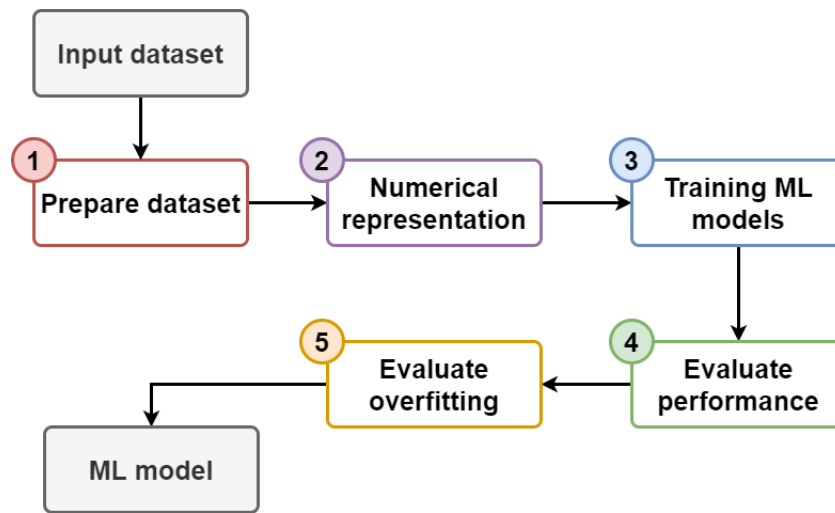 Input dataset
1
Prepare dataset
2
Numerical
representation
3
Training ML
models
4
Evaluate
performance
5
Evaluate
overfitting
ML model